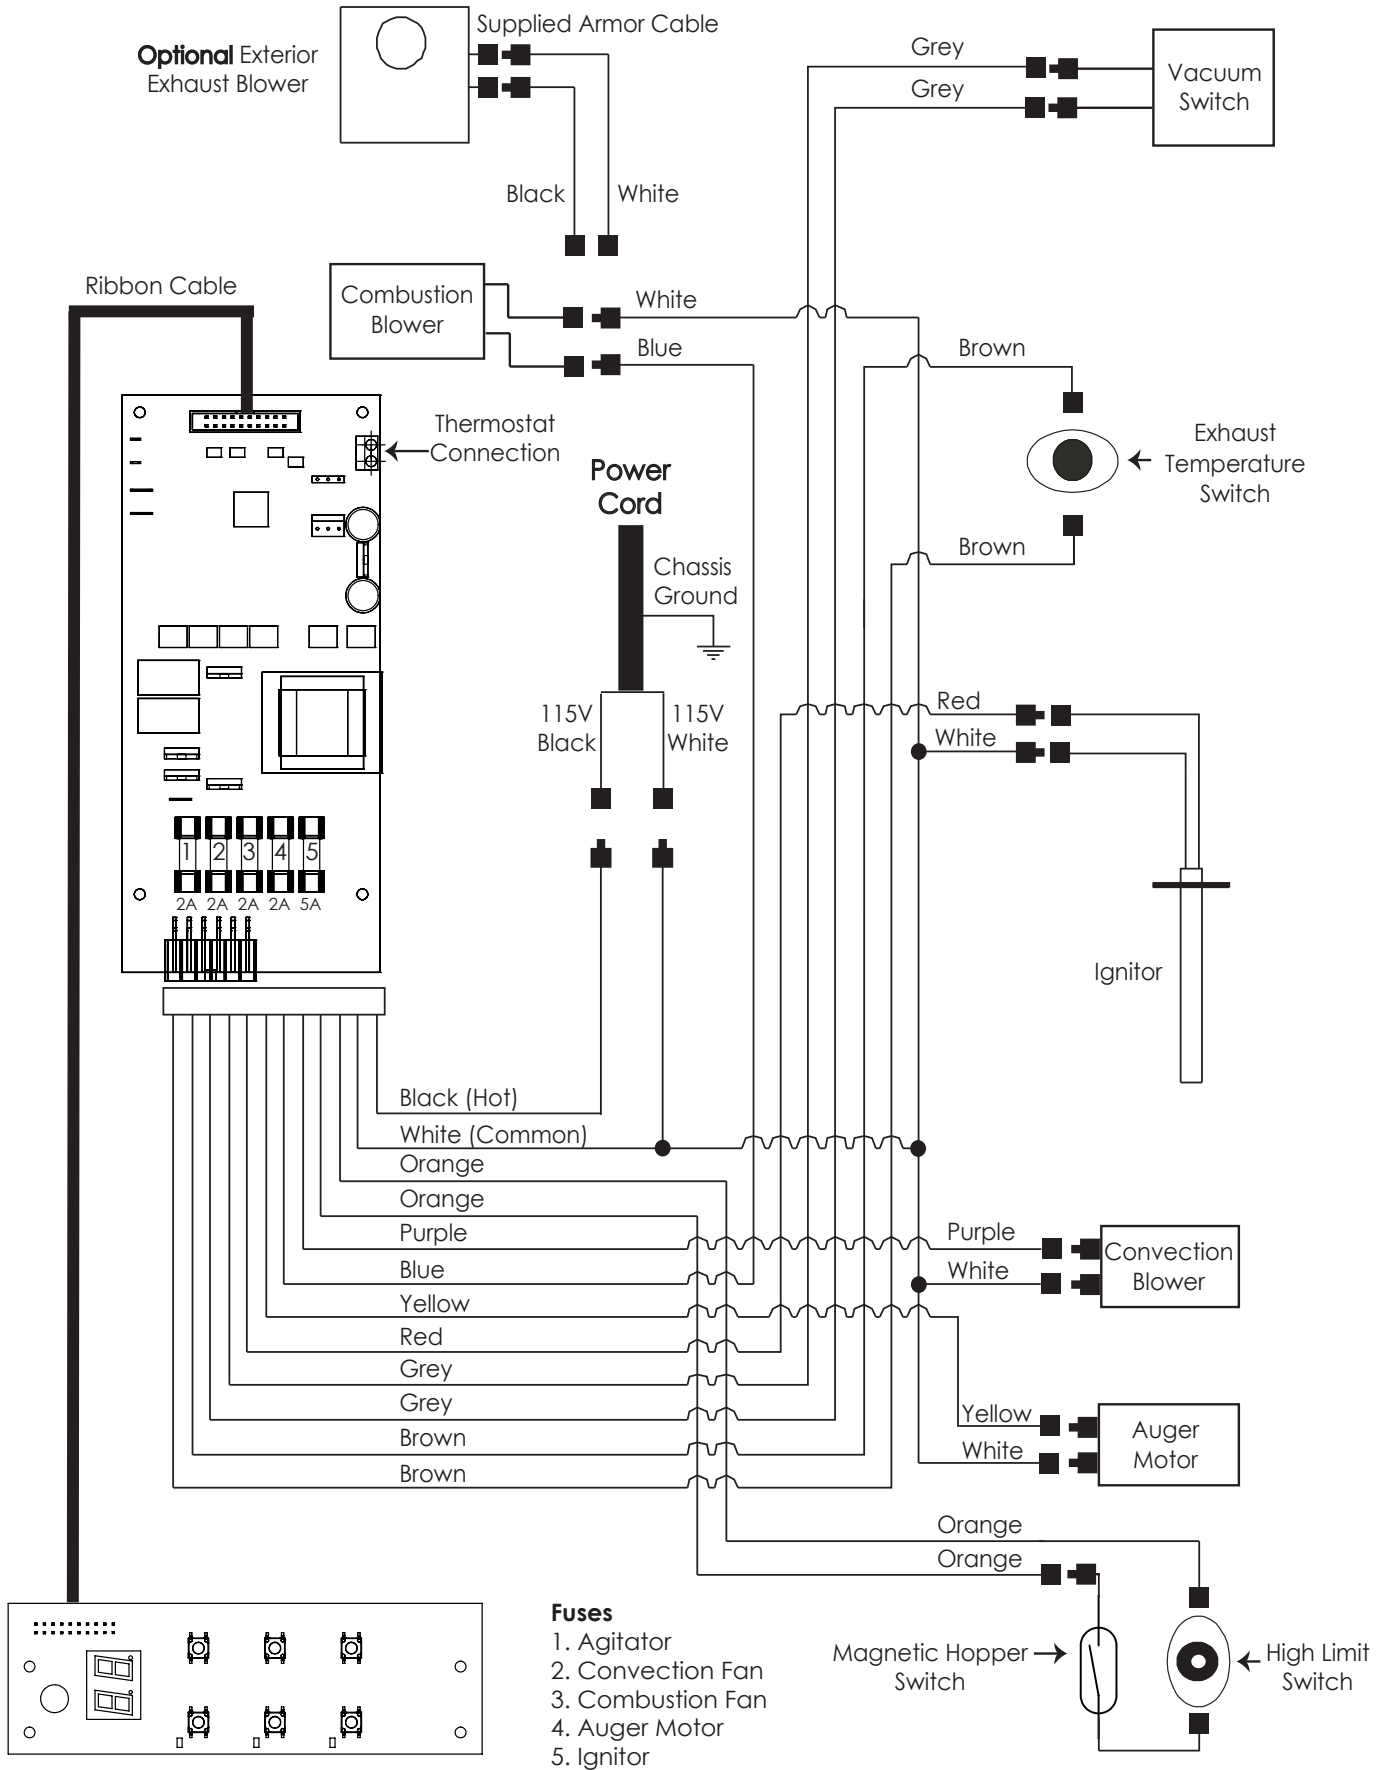 Supplied Armor Cable
Optional Exterior
Exhaust Blower
Black
White
Grey
Grey
Vacuum
Switch
Ribbon Cable
Combustion
Blower
White
Blue
Brown
Exhaust
Temperature
Switch
Brown
Thermostat
Connection
Power
Cord
Chassis
Ground
115V
Black
115V
White
Red
White
Ignitor
1 2 3 4 5
2A 2A 2A 2A 5A
Black (Hot)
White (Common)
Orange
Orange
Purple
Blue
Yellow
Red
Grey
Grey
Brown
Brown
Purple
White
Convection
Blower
Yellow
White
Auger
Motor
Orange
Orange
Magnetic Hopper
Switch
High Limit
Switch
Fuses
1. Agitator
2. Convection Fan
3. Combustion Fan
4. Auger Motor
5. Ignitor